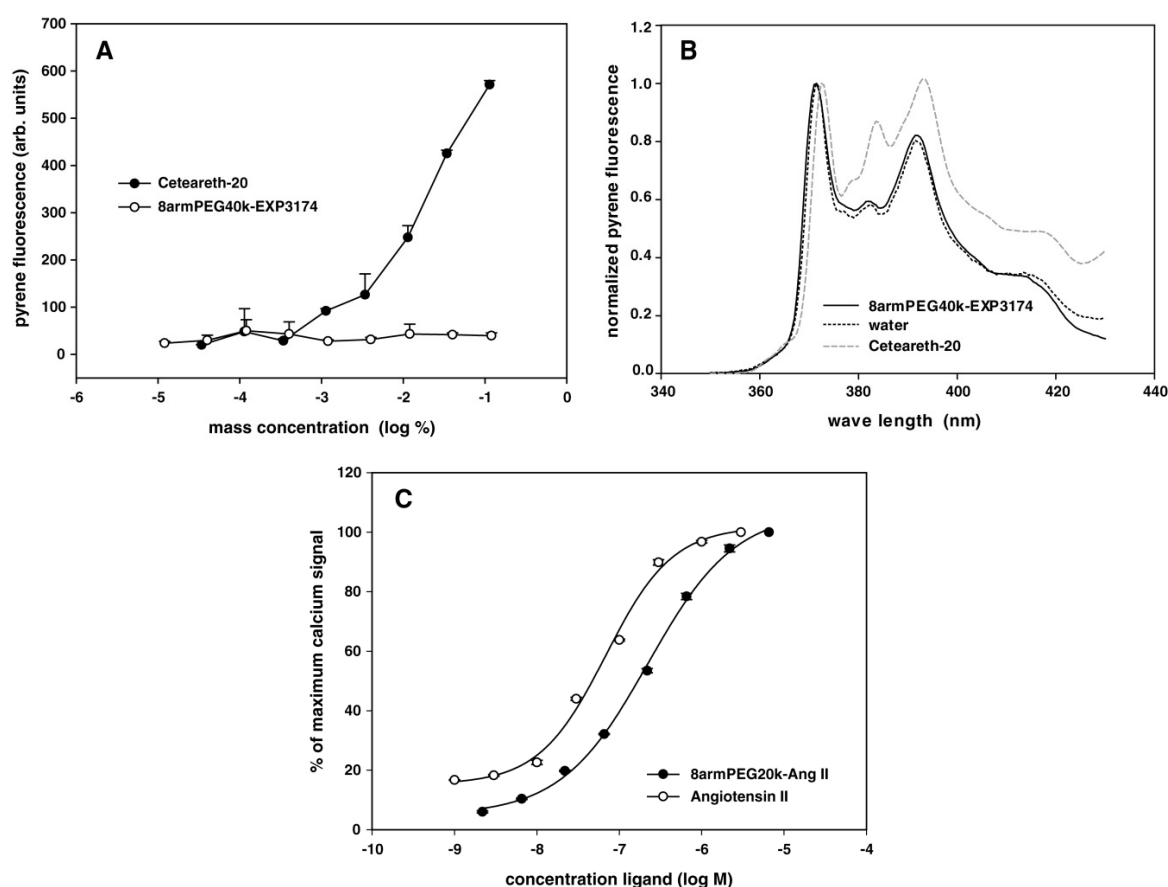 A
pyrene fluorescence (arb. units)
700
600
500
400
300
200
100
0
Ceteareth-20
8armPEG40k-EXP3174
-6 -5 -4 -3 -2 -1 0
mass concentration (log %)
B
normalized pyrene fluorescence
1.2
1.0
0.8
0.6
0.4
0.2
0.0
8armPEG40k-EXP3174
water
Ceteareth-20
340 360 380 400 420 440
wave length (nm)
C
% of maximum calcium signal
120
100
80
60
40
20
0
8armPEG20k-Ang II
Angiotensin II
-10 -9 -8 -7 -6 -5 -4
concentration ligand (log M)